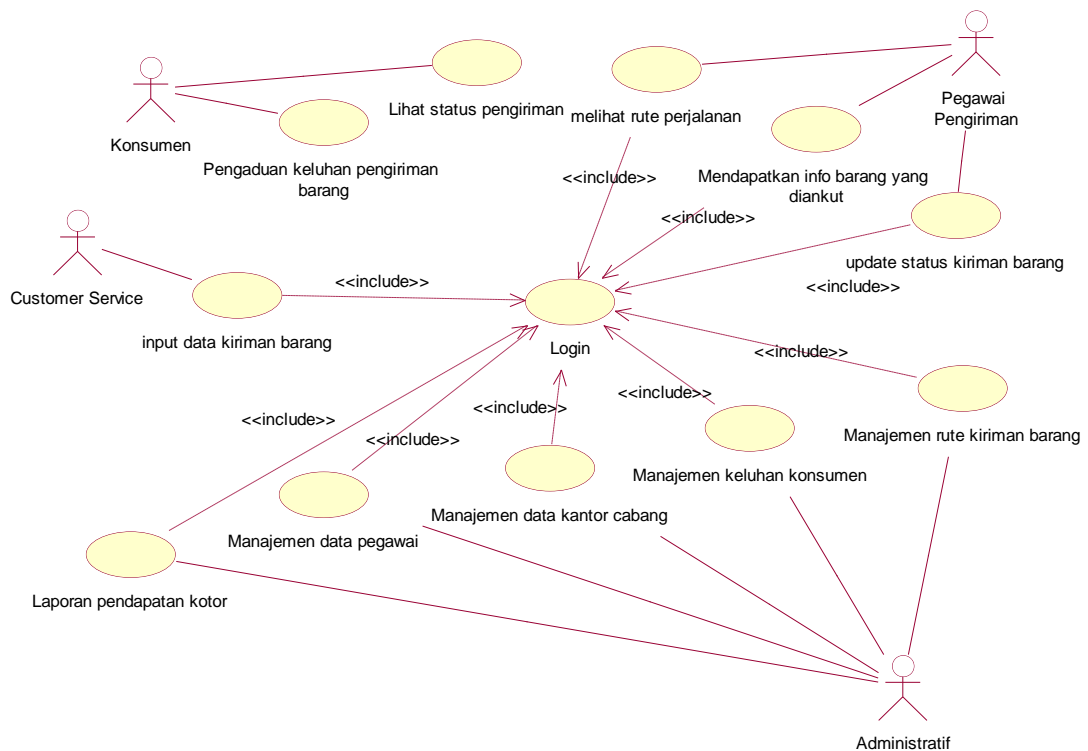 Lihat status pengiriman
melihat rute perjalanan
Pegawai
Pengiriman
Konsumen
Pengaduan keluhan pengiriman
barang
<<include>>
Mendapatkan info barang yang
diankut
<<include>>
update status kiriman barang
<<include>>
Customer Service
<<include>>
input data kiriman barang
Login
<<include>>
<<include>>
<<include>>
<<include>>
<<include>>
Manajemen rute kiriman barang
Manajemen keluhan konsumen
Manajemen data kantor cabang
Manajemen data pegawai
Laporan pendapatan kotor
Administratif